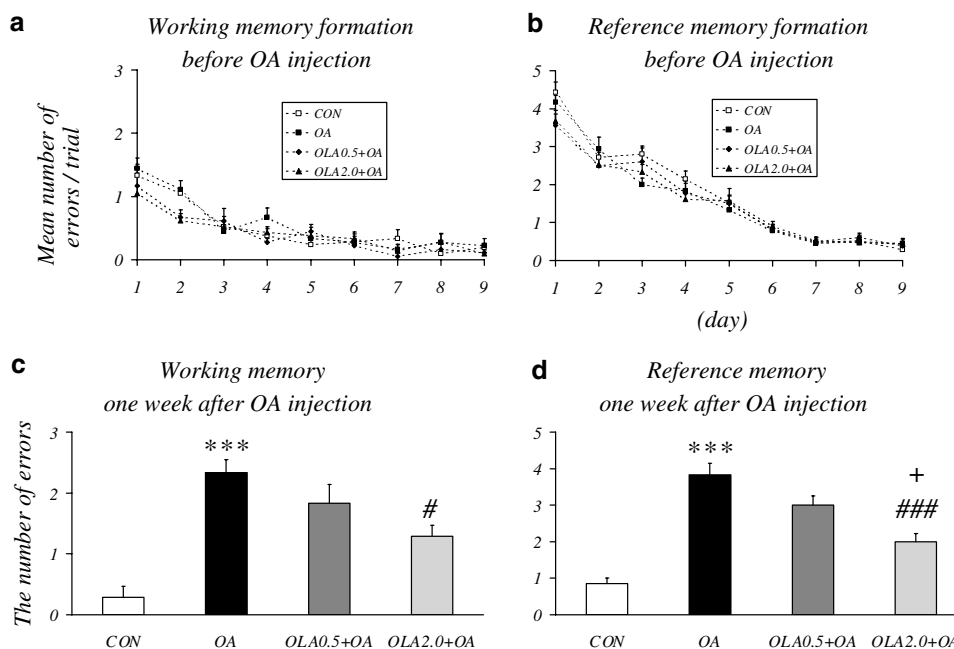 a
Working memory formation
before OA injection
Mean number of
errors / trial
3
2
1
0
CON
OA
OLA0.5+OA
OLA2.0+OA
1 2 3 4 5 6 7 8 9
b
Reference memory formation
before OA injection
5
4
3
2
1
0
CON
OA
OLA0.5+OA
OLA2.0+OA
1 2 3 4 5 6 7 8 9
(day)
c
Working memory
one week after OA injection
The number of errors
3
2
1
0
***
#
CON OA OLA0.5+OA OLA2.0+OA
d
Reference memory
one week after OA injection
5
4
3
2
1
0
***
+
###
CON OA OLA0.5+OA OLA2.0+OA